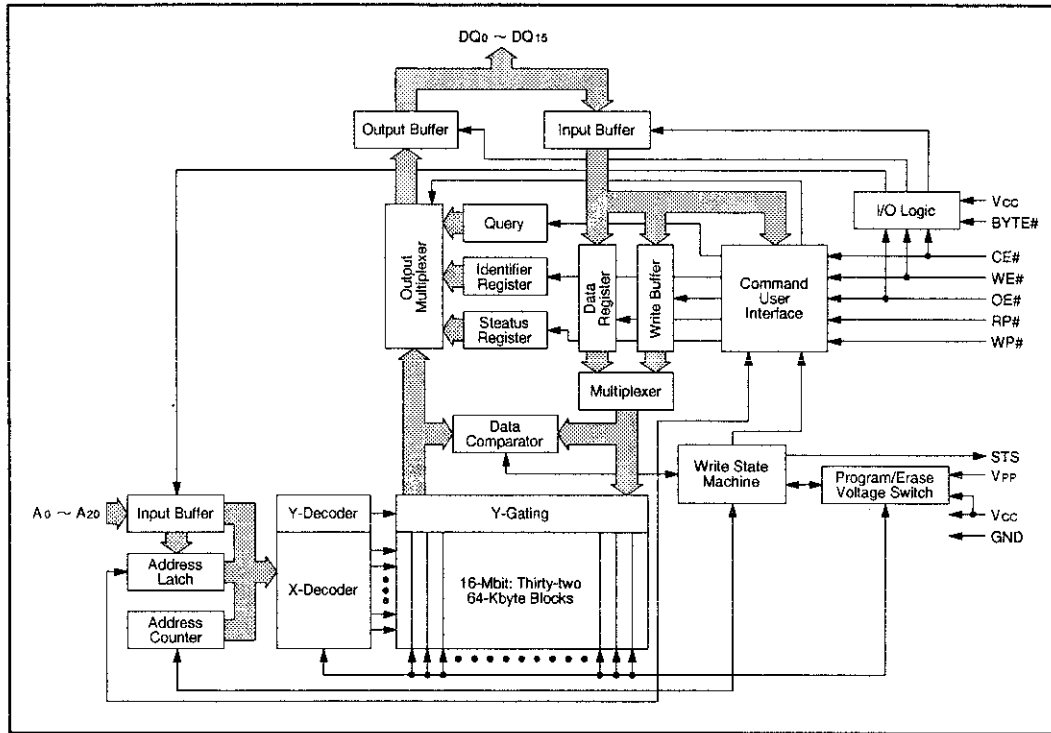 DQ0 ~ DQ15
Output Buffer
Input Buffer
I/O Logic
VCC
BYTE#
CE#
WE#
OE#
RP#
WP#
Output
Multiplexer
Query
Identifier
Register
Steatus
Register
Data
Register
Write Buffer
Command
User
Interface
Multiplexer
Data
Comparator
Write State
Machine
STS
Program/Erase
Voltage Switch
VPP
VCC
GND
A0 ~ A20
Input Buffer
Address
Latch
Address
Counter
Y-Decoder
X-Decoder
Y-Gating
16-Mbit: Thirty-two
64-Kbyte Blocks